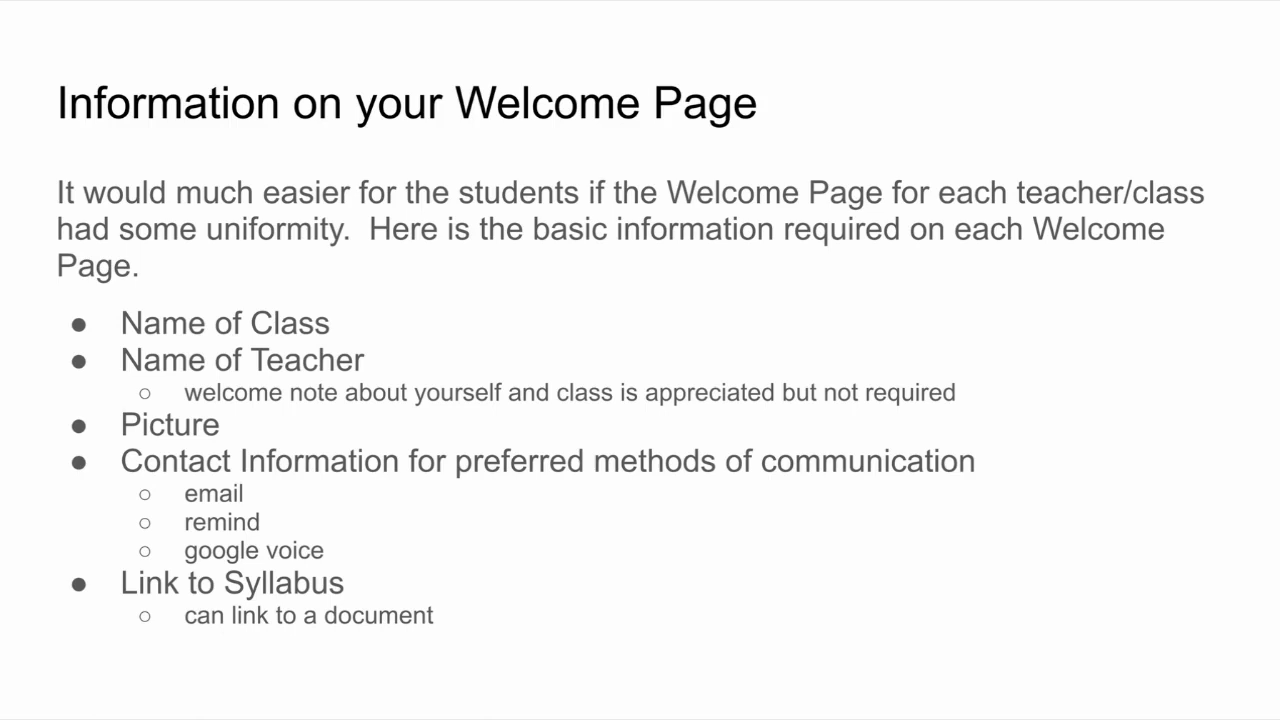 Information on your Welcome Page
It would much easier for the students if the Welcome Page for each teacher/class
had some uniformity.  Here is the basic information required on each Welcome
Page.
● Name of Class
● Name of Teacher
○ welcome note about yourself and class is appreciated but not required
● Picture
● Contact Information for preferred methods of communication
○ email
○ remind
○ google voice
● Link to Syllabus
○ can link to a document